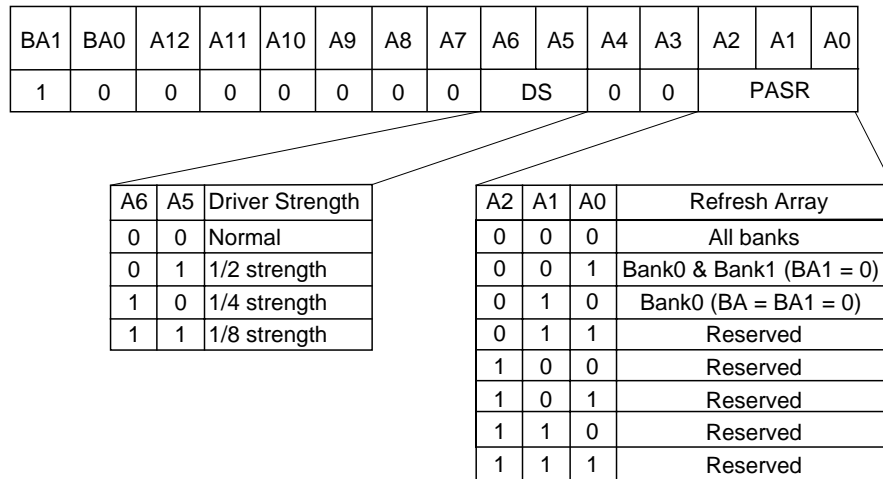 BA1 BA0 A12 A11 A10 A9 A8 A7 A6 A5 A4 A3 A2 A1 A0
1 0 0 0 0 0 0 0 DS 0 0 PASR
A6 A5 Driver Strength
0 0 Normal
0 1 1/2 strength
1 0 1/4 strength
1 1 1/8 strength
A2 A1 A0 Refresh Array
0 0 0 All banks
0 0 1 Bank0 & Bank1 (BA1 = 0)
0 1 0 Bank0 (BA = BA1 = 0)
0 1 1 Reserved
1 0 0 Reserved
1 0 1 Reserved
1 1 0 Reserved
1 1 1 Reserved